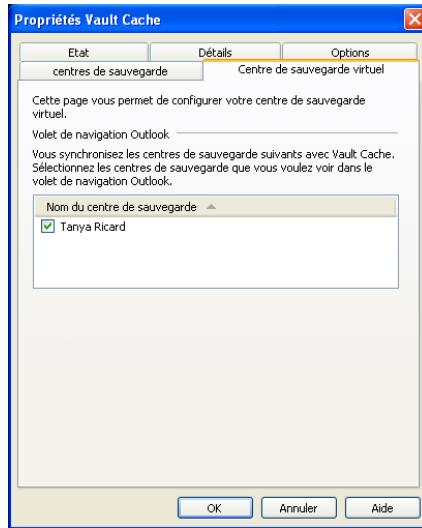 Propriétés Vault Cache
Etat
Détails
Options
centres de sauvegarde
Centre de sauvegarde virtuel
Cette page vous permet de configurer votre centre de sauvegarde
virtuel.
Volet de navigation Outlook
Vous synchronisez les centres de sauvegarde suivants avec Vault Cache.
Sélectionnez les centres de sauvegarde que vous voulez voir dans le
volet de navigation Outlook.
Nom du centre de sauvegarde
Tanya Ricard
OK
Annuler
Aide